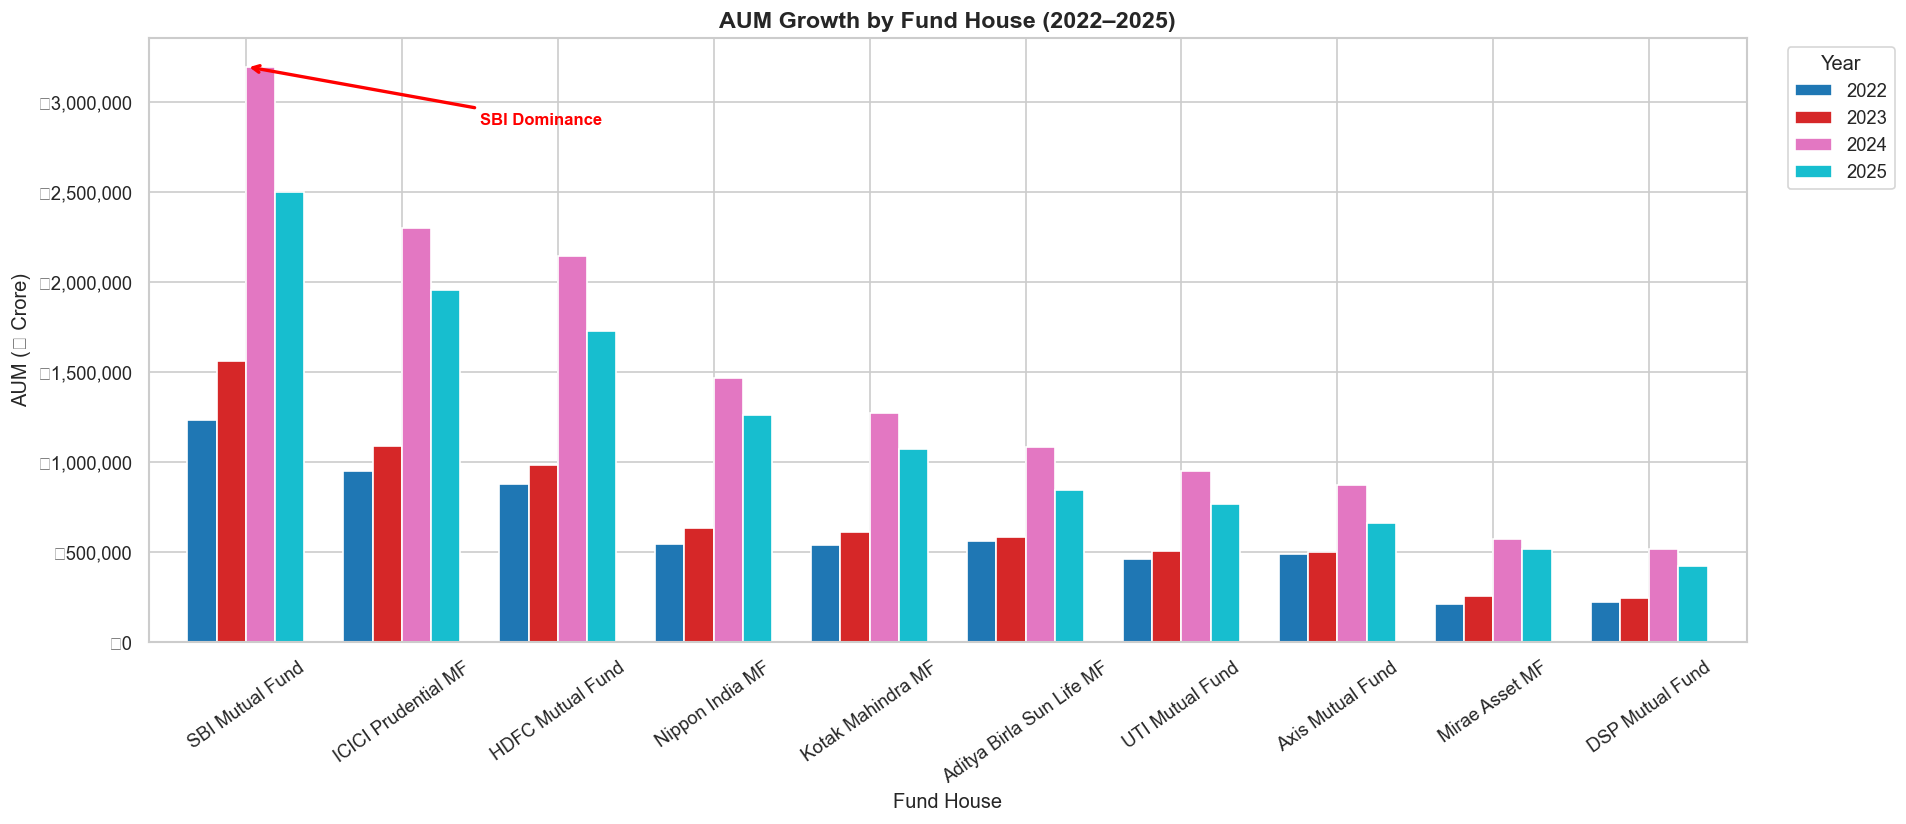 AUM Growth by Fund House (2022–2025)
Year
2022
2023
2024
2025
SBI Dominance
AUM (□ Crore)
□3,000,000
□2,500,000
□2,000,000
□1,500,000
□1,000,000
□500,000
□0
SBI Mutual Fund
ICICI Prudential MF
HDFC Mutual Fund
Nippon India MF
Kotak Mahindra MF
Aditya Birla Sun Life MF
UTI Mutual Fund
Axis Mutual Fund
Mirae Asset MF
DSP Mutual Fund
Fund House